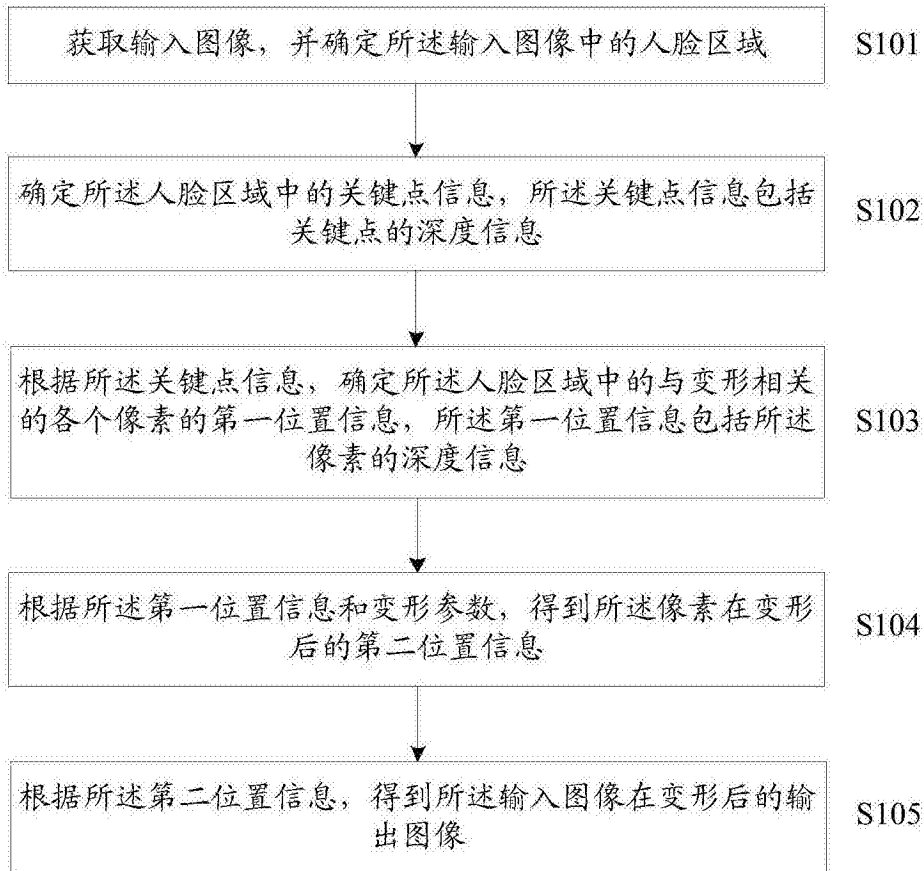 获取输入图像，并确定所述输入图像中的人脸区域
S101
确定所述人脸区域中的关键点信息，所述关键点信息包括
关键点的深度信息
S102
根据所述关键点信息，确定所述人脸区域中的与变形相关
的各个像素的第一位置信息，所述第一位置信息包括所述
像素的深度信息
S103
根据所述第一位置信息和变形参数，得到所述像素在变形
后的第二位置信息
S104
根据所述第二位置信息，得到所述输入图像在变形后的输
出图像
S105